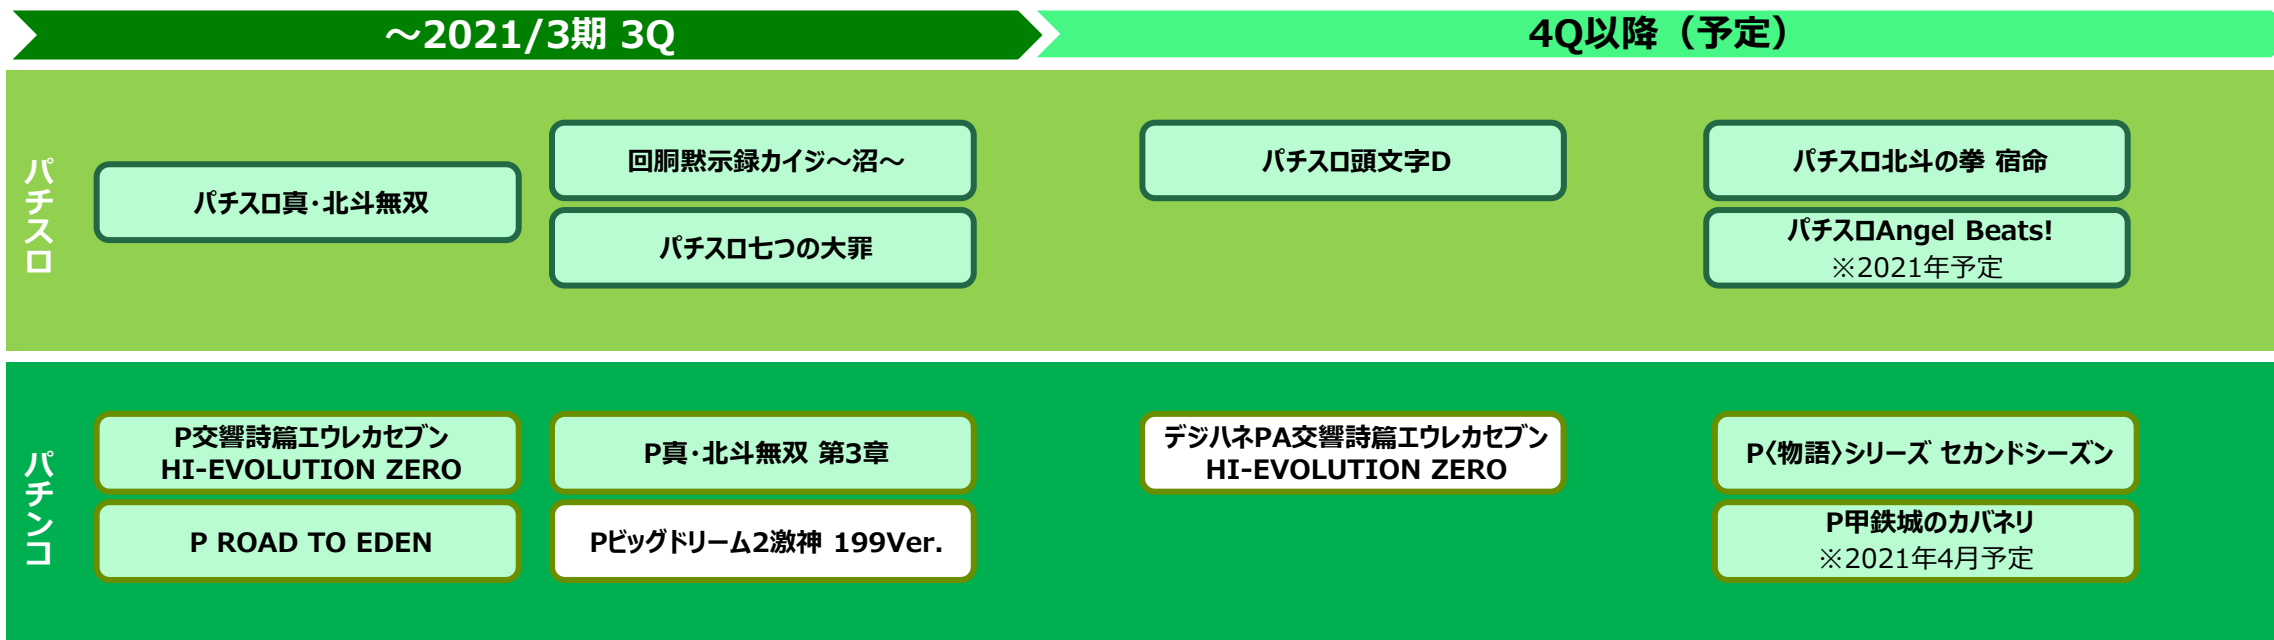 ～2021/3期 3Q
4Q以降（予定）
パチスロ
パチスロ真・北斗無双
回胴黙示録カイジ～沼～
パチスロ七つの大罪
パチスロ頭文字D
パチスロ北斗の拳 宿命
パチスロAngel Beats!
※2021年予定
パチンコ
P交響詩篇エウレカセブン
HI-EVOLUTION ZERO
P ROAD TO EDEN
P真・北斗無双 第3章
Pビッグドリーム2激神 199Ver.
デジハネPA交響詩篇エウレカセブン
HI-EVOLUTION ZERO
P〈物語〉シリーズ セカンドシーズン
P甲鉄城のカバネリ
※2021年4月予定